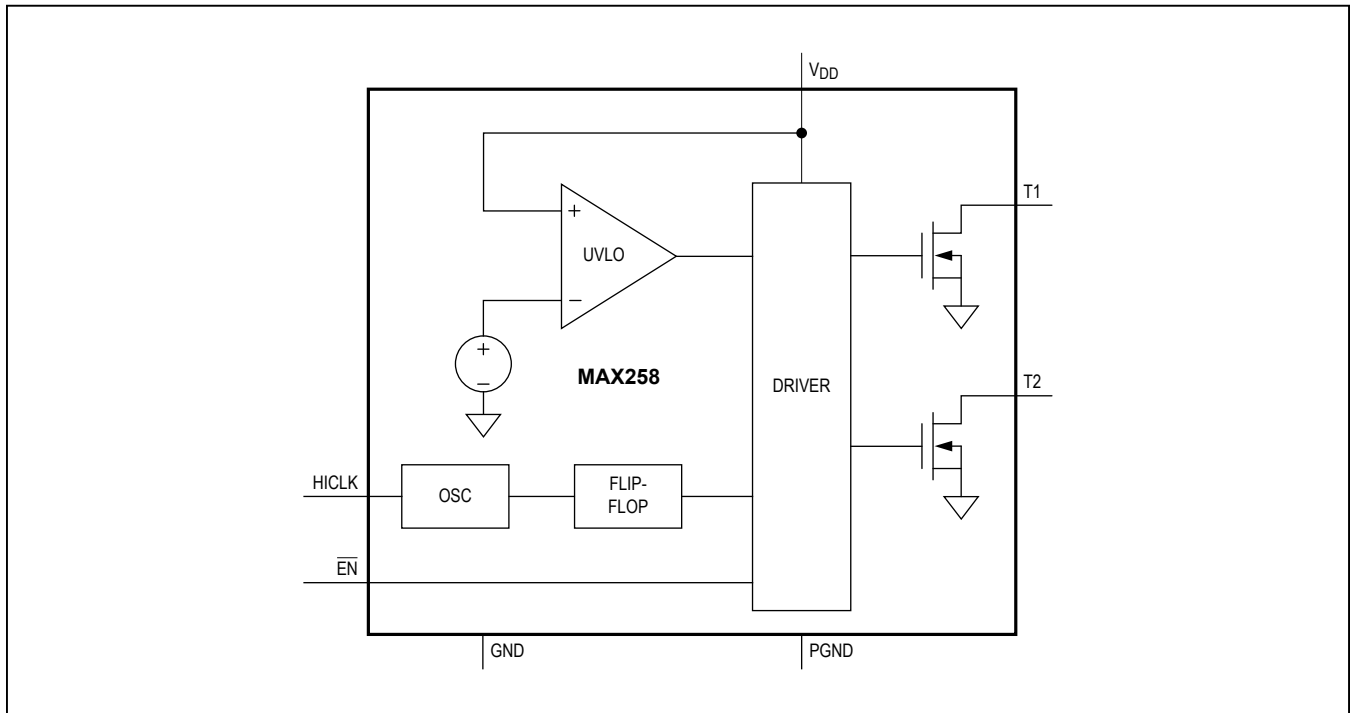 VDD
T1
+
UVLO
−
+
−
MAX258
DRIVER
T2
HICLK
OSC
FLIP-
FLOP
EN
GND
PGND